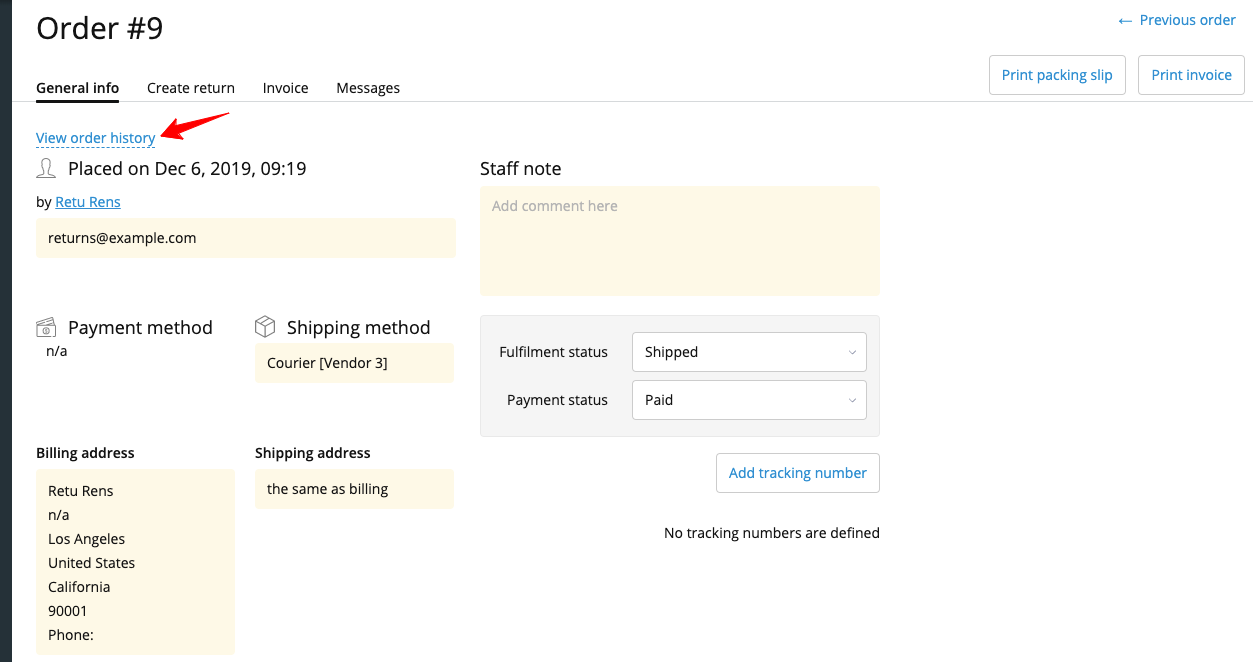 Order #9
← Previous order
Print packing slip
Print invoice
General info
Create return
Invoice
Messages
View order history
Placed on Dec 6, 2019, 09:19
by Retu Rens
returns@example.com
Staff note
Add comment here
Payment method
n/a
Shipping method
Courier [Vendor 3]
Fulfilment status
Shipped
Payment status
Paid
Add tracking number
No tracking numbers are defined
Billing address
Retu Rens
n/a
Los Angeles
United States
California
90001
Phone:
Shipping address
the same as billing